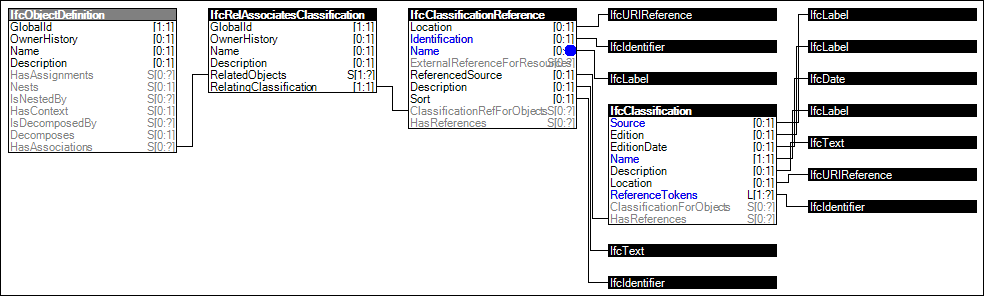 IfcObjectDefinition
GlobalId [1:1]
OwnerHistory [0:1]
Name [0:1]
Description [0:1]
HasAssignments S[0:?]
Nests S[0:1]
IsNestedBy S[0:?]
HasContext S[0:1]
IsDecomposedBy S[0:?]
Decomposes S[0:1]
HasAssociations S[0:?]
IfcRelAssociatesClassification
GlobalId [1:1]
OwnerHistory [0:1]
Name [0:1]
Description [0:1]
RelatedObjects S[1:?]
RelatingClassification [1:1]
IfcClassificationReference
Location [0:1]
Identification [0:1]
Name
ExternalReferenceForResources S[0:?]
ReferencedSource [0:1]
Description [0:1]
Sort [0:1]
ClassificationRefForObjects S[0:?]
HasReferences S[0:?]
IfcURIReference
IfcIdentifier
IfcLabel
IfcClassification
Source [0:1]
Edition [0:1]
EditionDate [0:1]
Name [1:1]
Description [0:1]
Location [0:1]
ReferenceTokens L[1:?]
ClassificationForObjects S[0:?]
HasReferences S[0:?]
IfcText
IfcIdentifier
IfcLabel
IfcLabel
IfcDate
IfcLabel
IfcText
IfcURIReference
IfcIdentifier